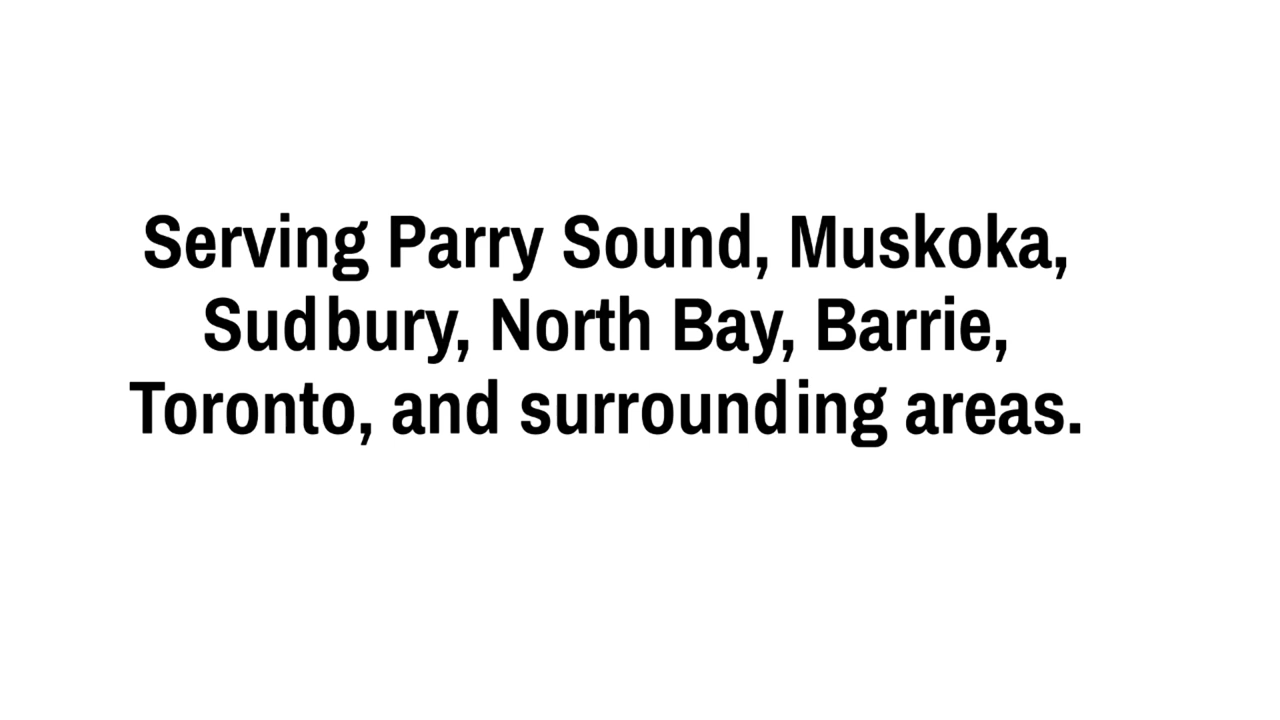 Serving Parry Sound, Muskoka,
Sudbury, North Bay, Barrie,
Toronto, and surrounding areas.